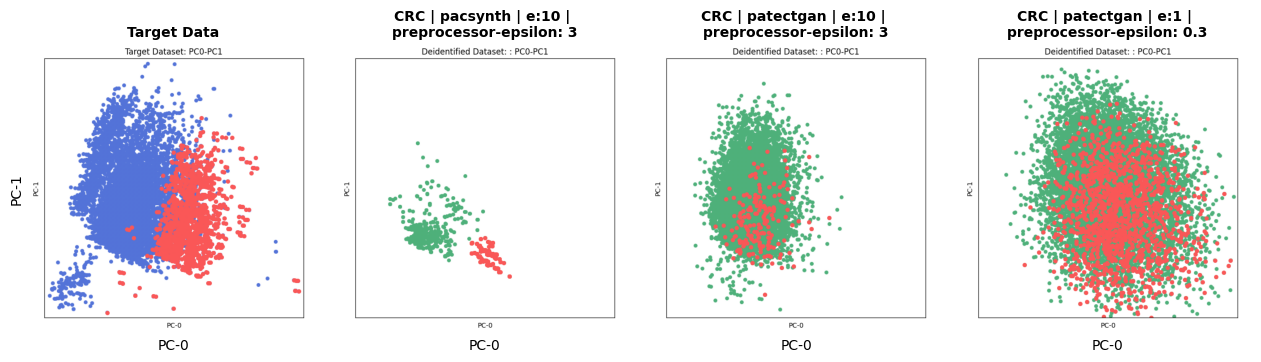 Target Data
Target Dataset: PC0-PC1
PC-1
PC-1
PC-0
PC-0
CRC | pacsynth | e:10 |
preprocessor-epsilon: 3
Deidentified Dataset: : PC0-PC1
PC-1
PC-0
PC-0
CRC | patectgan | e:10 |
preprocessor-epsilon: 3
Deidentified Dataset: : PC0-PC1
PC-1
PC-0
PC-0
CRC | patectgan | e:1 |
preprocessor-epsilon: 0.3
Deidentified Dataset: : PC0-PC1
PC-1
PC-0
PC-0